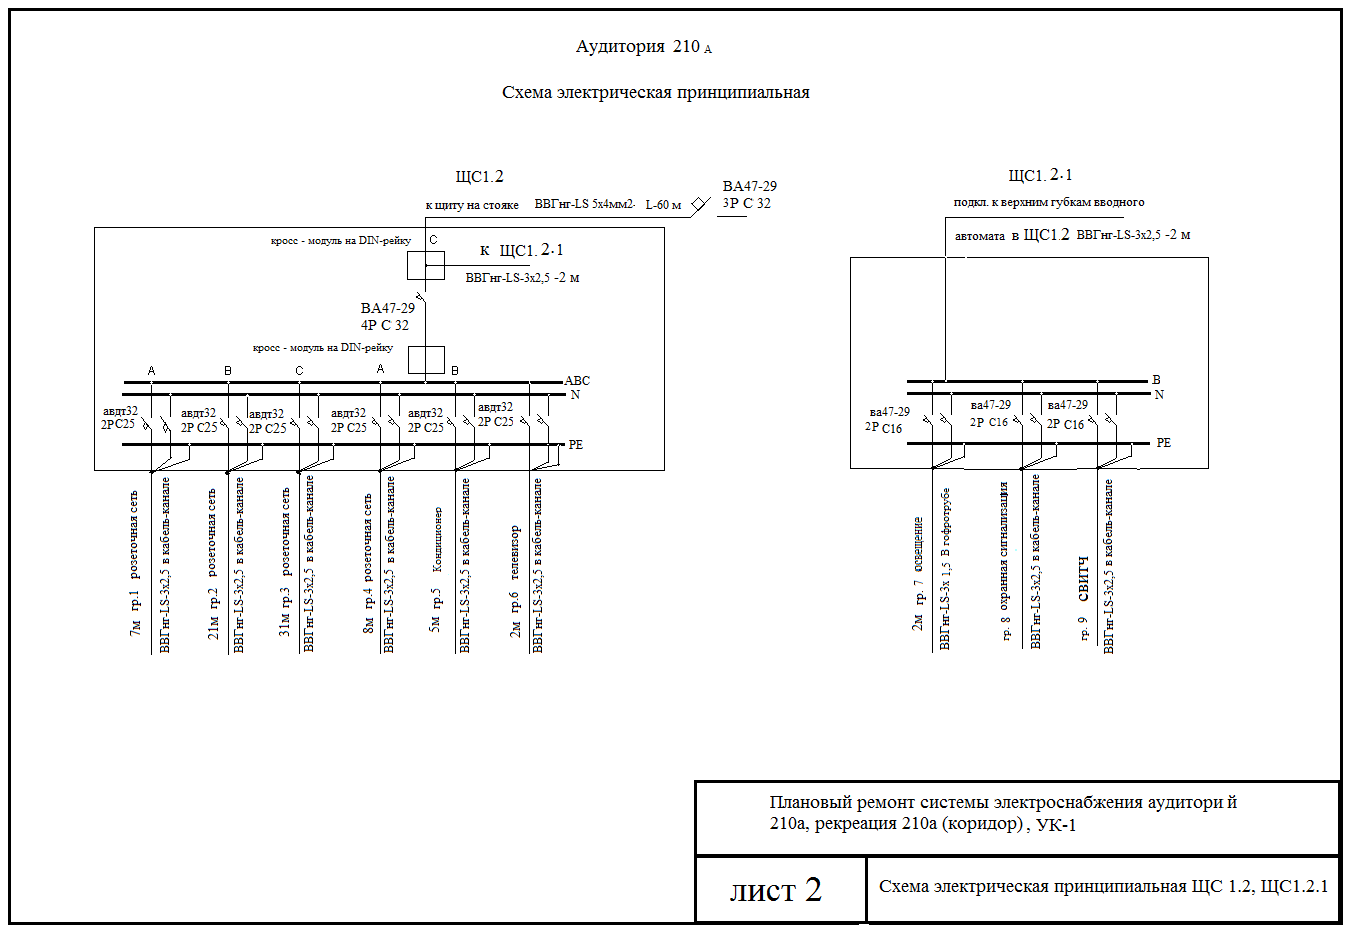 Аудитория 210 А
Схема электрическая принципиальная
ЩС1.2
к щиту на стояке ВВГнг-LS 5х4мм2- L-60 м
ВА47-29
3Р С 32
кросс - модуль на DIN-рейку
С
к ЩС1. 2.1
ВВГнг-LS-3х2,5 -2 м
ВА47-29
4Р С 32
кросс - модуль на DIN-рейку
А В С А В
АВС
N
авдт32
2РС25
авдт32
2Р С25
авдт32
2Р С25
авдт32
2Р С25
авдт32
2Р С25
авдт32
2Р С25
РЕ
7м гр.1 розеточная сеть
ВВГнг-LS-3х2,5 в кабель-канале
21м гр.2 розеточная сеть
ВВГнг-LS-3х2,5 в кабель-канале
31м гр.3 розеточная сеть
ВВГнг-LS-3х2,5 в кабель-канале
8м гр.4 розеточная сеть
ВВГнг-LS-3х2,5 в кабель-канале
5м гр.5 Кондиционер
ВВГнг-LS-3х2,5 в кабель-канале
2м гр.6 телевизор
ВВГнг-LS-3х2,5 в кабель-канале
ЩС1. 2.1
подкл. к верхним губкам вводного
автомата в ЩС1.2 ВВГнг-LS-3х2,5 -2 м
В
N
ва47-29
2Р С16
ва47-29
2Р С16
ва47-29
2Р С16
РЕ
2м гр. 7 освещение
ВВГнг-LS-3х 1,5 В гофротрубе
гр. 8 охранная сигнализация
ВВГнг-LS-3х2,5 в кабель-канале
гр. 9 СВИТЧ
ВВГнг-LS-3х2,5 в кабель-канале
Плановый ремонт системы электроснабжения аудитори й
210а, рекреация 210а (коридор) , УК-1
лист 2
Схема электрическая принципиальная ЩС 1.2, ЩС1.2.1